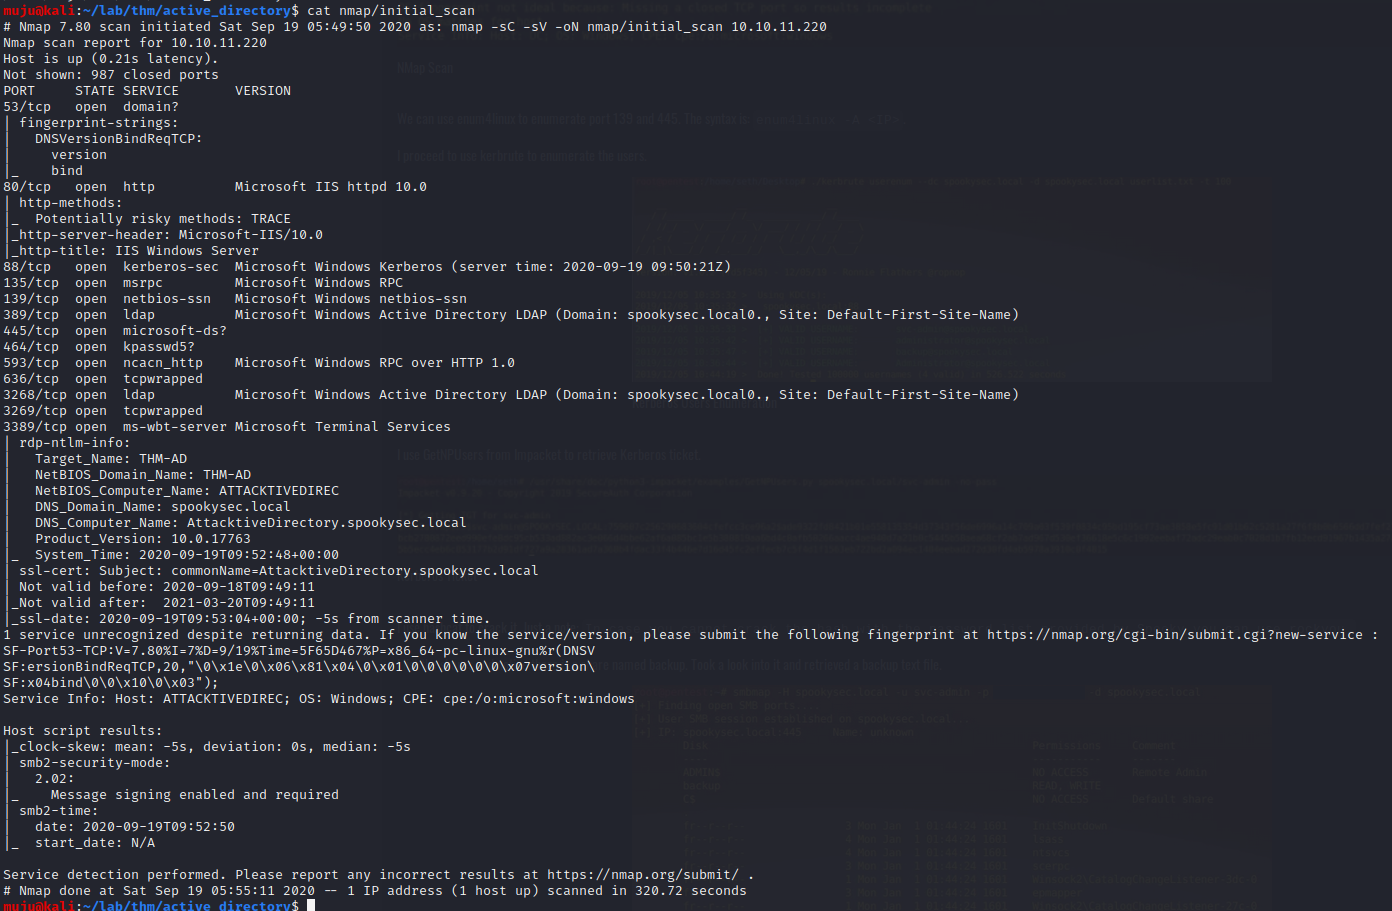 muju@kali:~/lab/thm/active_directory$ cat nmap/initial_scan
# Nmap 7.80 scan initiated Sat Sep 19 05:49:50 2020 as: nmap -sC -sV -oN nmap/initial_scan 10.10.11.220
Nmap scan report for 10.10.11.220
Host is up (0.21s latency).
Not shown: 987 closed ports
PORT     STATE SERVICE       VERSION
53/tcp   open  domain?
| fingerprint-strings:
|   DNSVersionBindReqTCP:
|     version
|_    bind
80/tcp   open  http          Microsoft IIS httpd 10.0
| http-methods:
|_  Potentially risky methods: TRACE
|_http-server-header: Microsoft-IIS/10.0
|_http-title: IIS Windows Server
88/tcp   open  kerberos-sec  Microsoft Windows Kerberos (server time: 2020-09-19 09:50:21Z)
135/tcp  open  msrpc         Microsoft Windows RPC
139/tcp  open  netbios-ssn   Microsoft Windows netbios-ssn
389/tcp  open  ldap          Microsoft Windows Active Directory LDAP (Domain: spookysec.local0., Site: Default-First-Site-Name)
445/tcp  open  microsoft-ds?
464/tcp  open  kpasswd5?
593/tcp  open  ncacn_http    Microsoft Windows RPC over HTTP 1.0
636/tcp  open  tcpwrapped
3268/tcp open  ldap          Microsoft Windows Active Directory LDAP (Domain: spookysec.local0., Site: Default-First-Site-Name)
3269/tcp open  tcpwrapped
3389/tcp open  ms-wbt-server Microsoft Terminal Services
| rdp-ntlm-info:
|   Target_Name: THM-AD
|   NetBIOS_Domain_Name: THM-AD
|   NetBIOS_Computer_Name: ATTACKTIVEDIREC
|   DNS_Domain_Name: spookysec.local
|   DNS_Computer_Name: AttacktiveDirectory.spookysec.local
|   Product_Version: 10.0.17763
|_  System_Time: 2020-09-19T09:52:48+00:00
| ssl-cert: Subject: commonName=AttacktiveDirectory.spookysec.local
| Not valid before: 2020-09-18T09:49:11
|_Not valid after:  2021-03-20T09:49:11
|_ssl-date: 2020-09-19T09:53:04+00:00; -5s from scanner time.
1 service unrecognized despite returning data. If you know the service/version, please submit the following fingerprint at https://nmap.org/cgi-bin/submit.cgi?new-service :
SF-Port53-TCP:V=7.80%I=7%D=9/19%Time=5F65D467%P=x86_64-pc-linux-gnu%r(DNSV
SF:ersionBindReqTCP,20,"\0\x1e\0\x06\x81\x04\0\x01\0\0\0\0\0\0\x07version\
SF:x04bind\0\0\x10\0\x03");
Service Info: Host: ATTACKTIVEDIREC; OS: Windows; CPE: cpe:/o:microsoft:windows

Host script results:
|_clock-skew: mean: -5s, deviation: 0s, median: -5s
| smb2-security-mode:
|   2.02:
|_    Message signing enabled and required
| smb2-time:
|   date: 2020-09-19T09:52:50
|_  start_date: N/A

Service detection performed. Please report any incorrect results at https://nmap.org/submit/ .
# Nmap done at Sat Sep 19 05:55:11 2020 -- 1 IP address (1 host up) scanned in 320.72 seconds
muju@kali:~/lab/thm/active_directory$